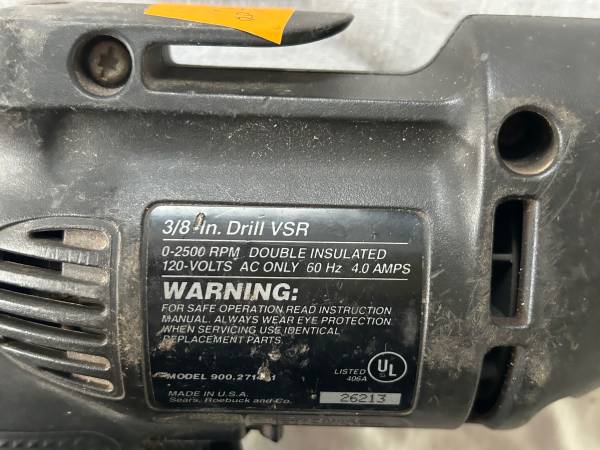 3/8-In. Drill VSR
0-2500 RPM DOUBLE INSULATED
120-VOLTS AC ONLY 60 Hz 4.0 AMPS
WARNING:
FOR SAFE OPERATION READ INSTRUCTION
MANUAL. ALWAYS WEAR EYE PROTECTION
WHEN SERVICING USE IDENTICAL
REPLACEMENT PARTS.
MODEL
MADE IN U.S.A.
Sears, Roebuck and Co.
LISTED
406A
UL
26213